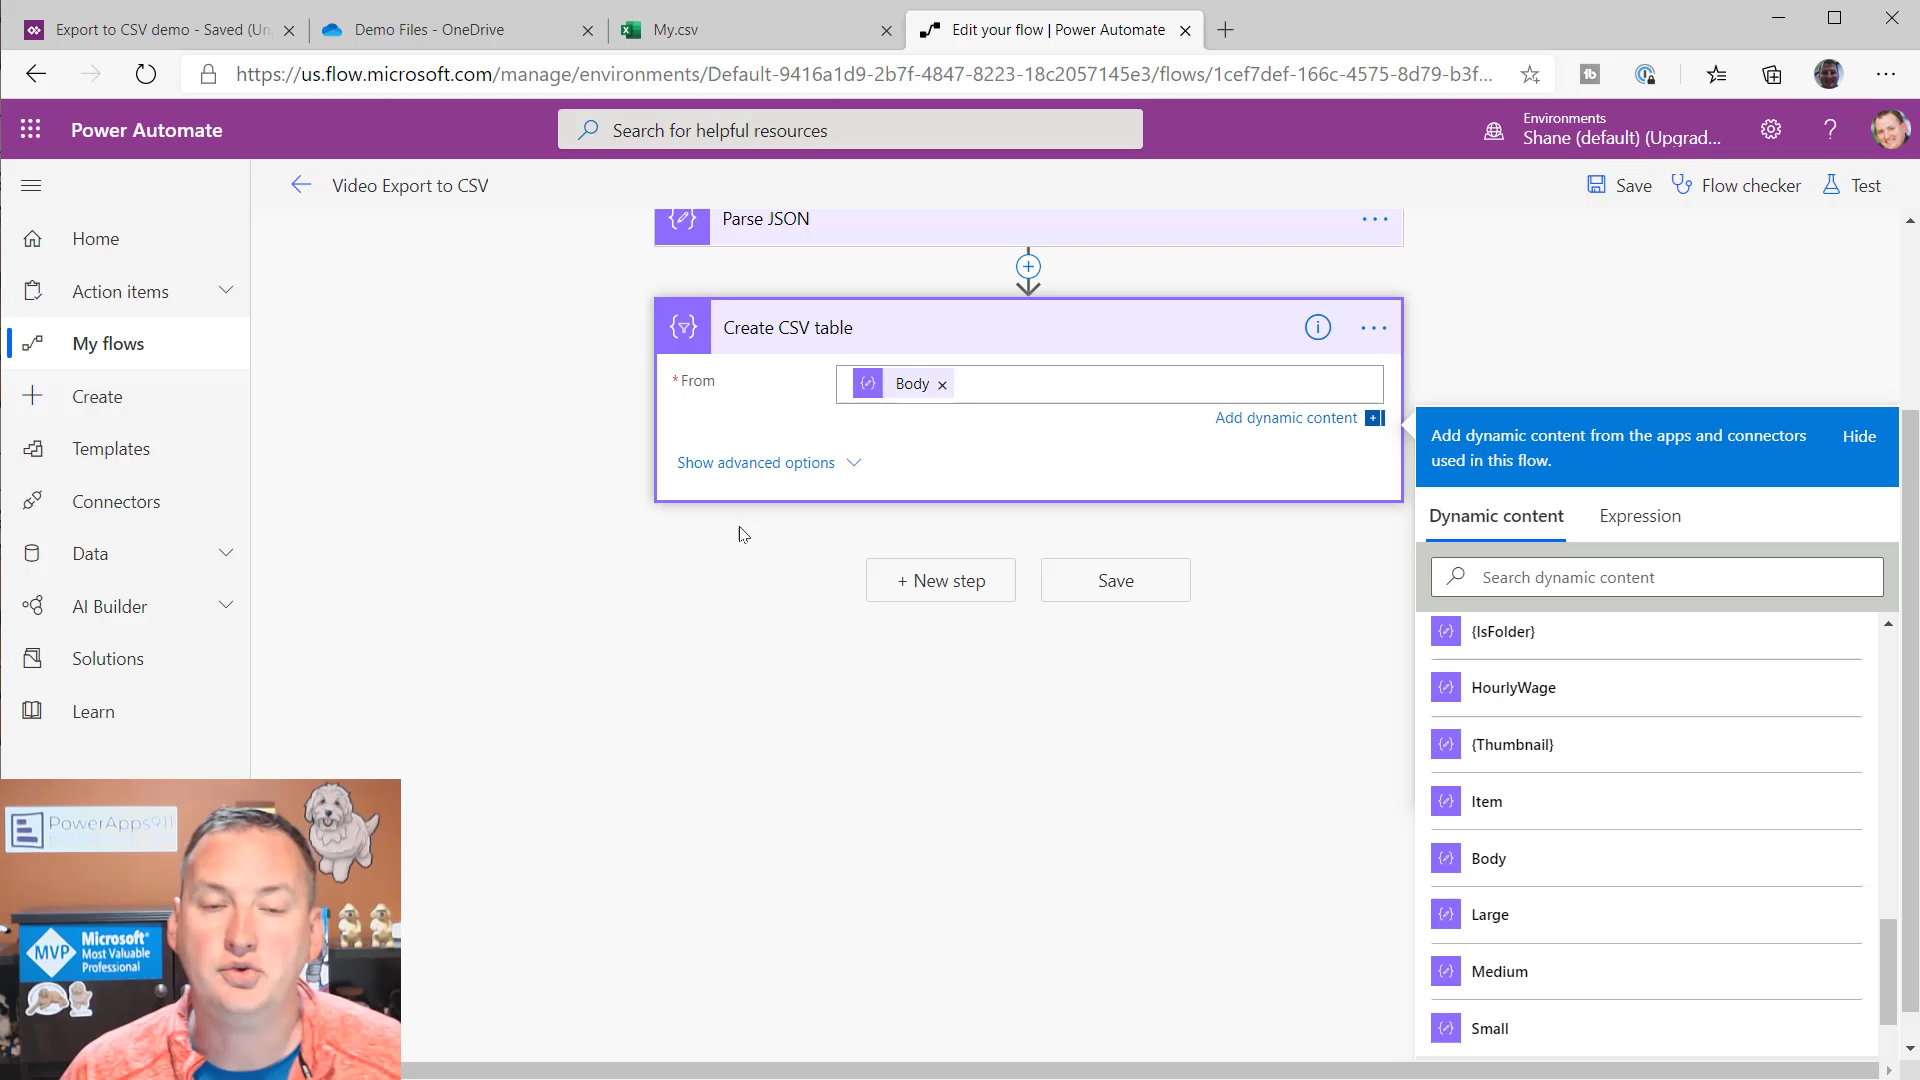 Export to CSV demo - Saved (Un
Demo Files - OneDrive
My.csv
Edit your flow | Power Automate
https://us.flow.microsoft.com/manage/environments/Default-9416a1d9-2b7f-4847-8223-18c2057145e3/flows/1cef7def-166c-4575-8d79-b3f...
Power Automate
Search for helpful resources
Environments
Shane (default) (Upgrad...
Video Export to CSV
Save
Flow checker
Test
Home
Action items
My flows
Create
Templates
Connectors
Data
AI Builder
Solutions
Learn
Parse JSON
Create CSV table
* From
Body
Add dynamic content
Show advanced options
+ New step
Save
Add dynamic content from the apps and connectors
used in this flow.
Hide
Dynamic content
Expression
Search dynamic content
{IsFolder}
HourlyWage
{Thumbnail}
Item
Body
Large
Medium
Small
PowerApps911
MVP
Microsoft®
Most Valuable
Professional